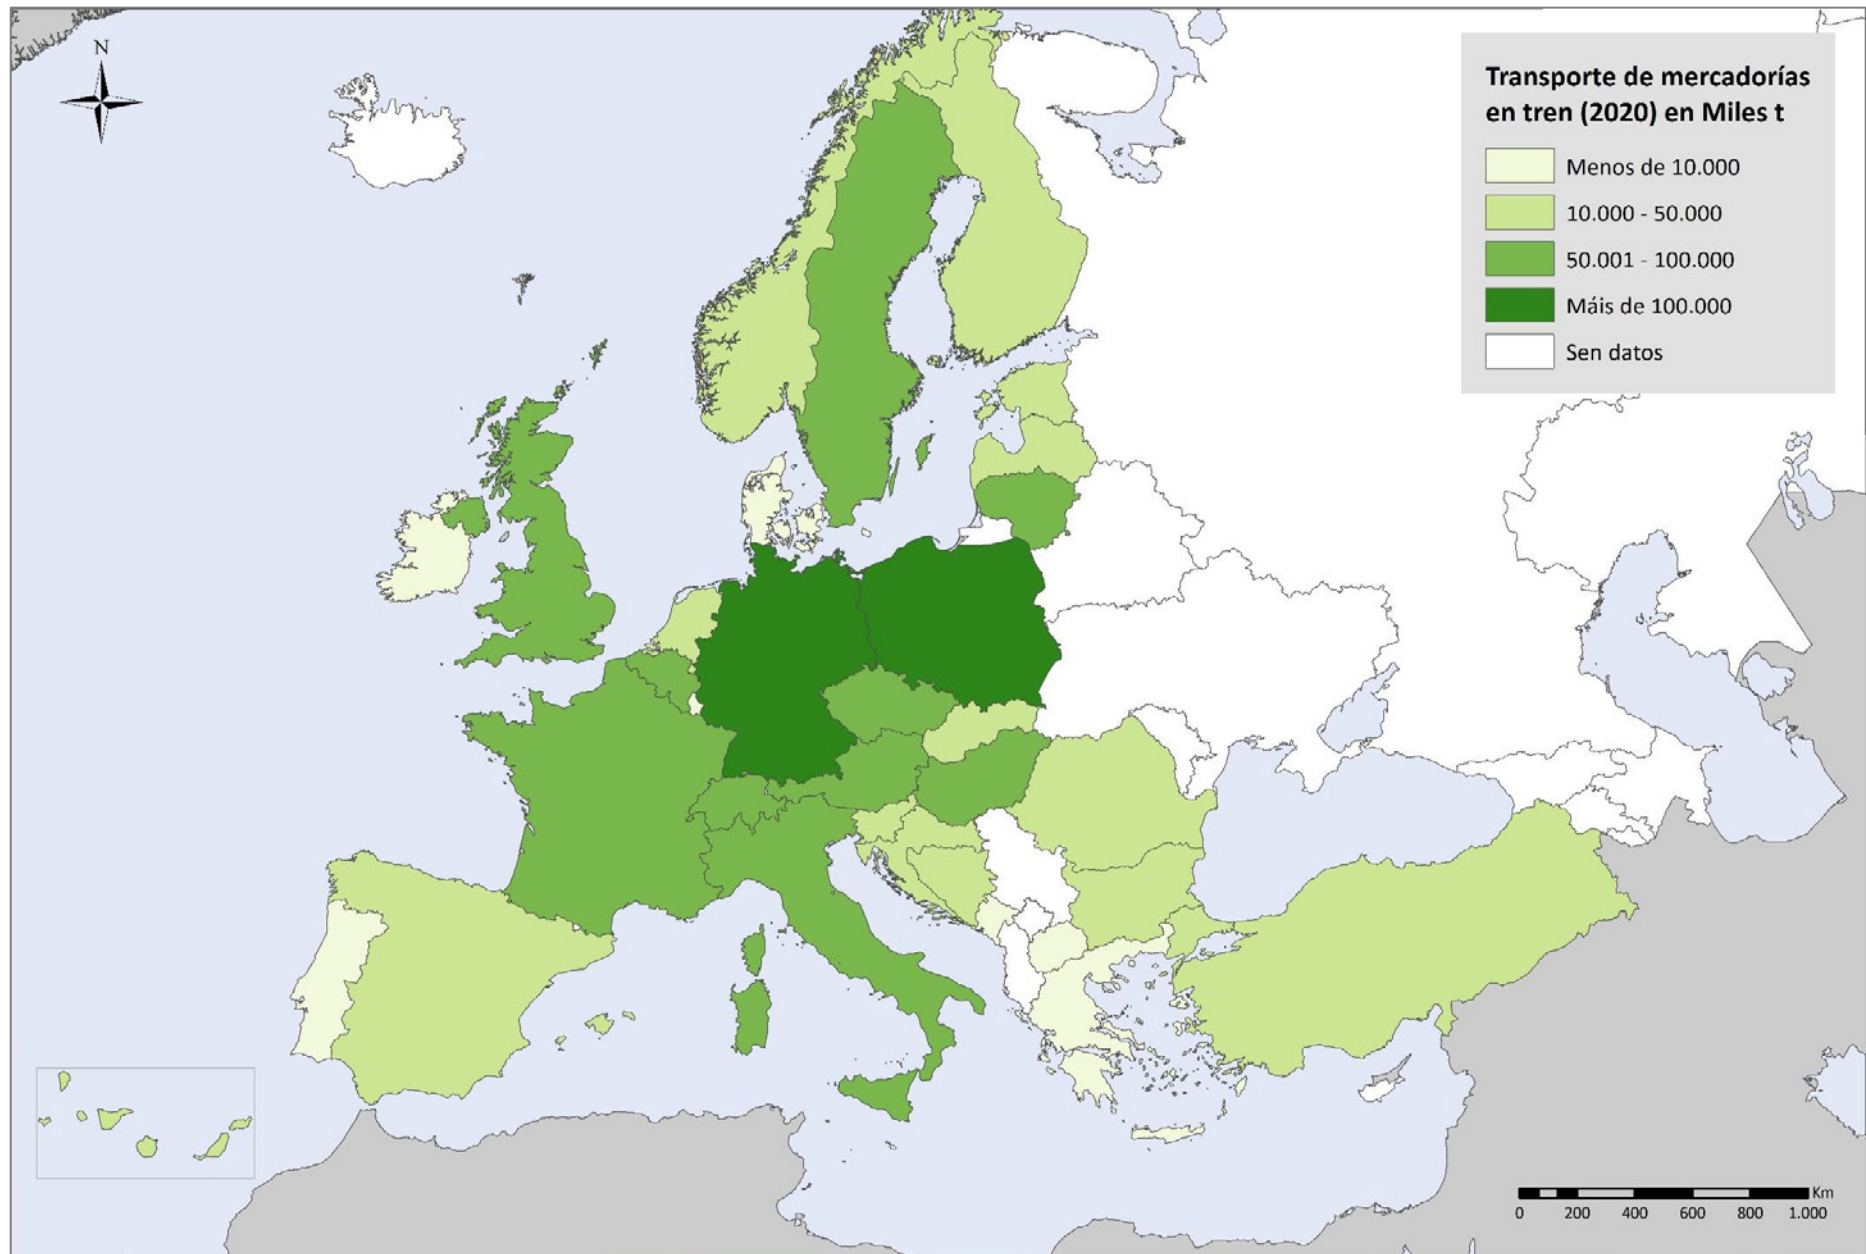 N
Transporte de mercadorías
en tren (2020) en Miles t
Menos de 10.000
10.000 - 50.000
50.001 - 100.000
Máis de 100.000
Sen datos
Km
0 200 400 600 800 1.000